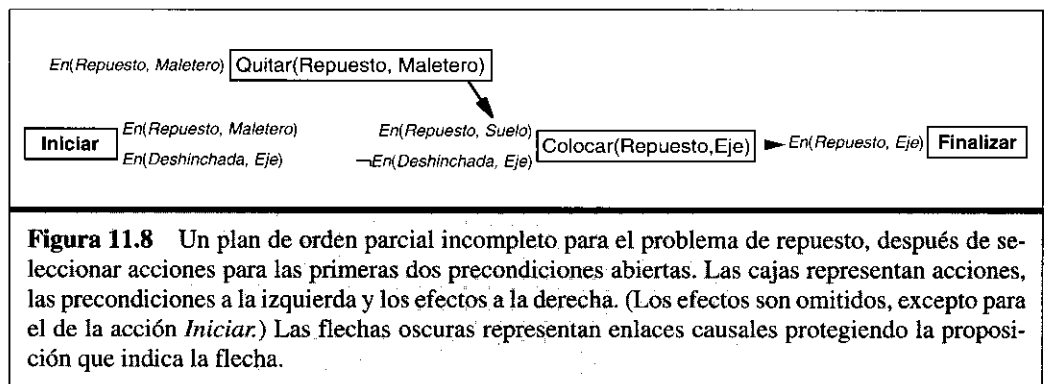 En(Repuesto, Maletero) Quitar(Repuesto, Maletero)
Iniciar
En(Repuesto, Maletero)
En(Deshinchada, Eje)
En(Repuesto, Suelo)
¬En(Deshinchada, Eje)
Colocar(Repuesto,Eje)
En(Repuesto, Eje) Finalizar
Figura 11.8 Un plan de orden parcial incompleto para el problema de repuesto, después de se-
leccionar acciones para las primeras dos precondiciones abiertas. Las cajas representan acciones,
las precondiciones a la izquierda y los efectos a la derecha. (Los efectos son omitidos, excepto para
el de la acción Iniciar.) Las flechas oscuras representan enlaces causales protegiendo la proposi-
ción que indica la flecha.